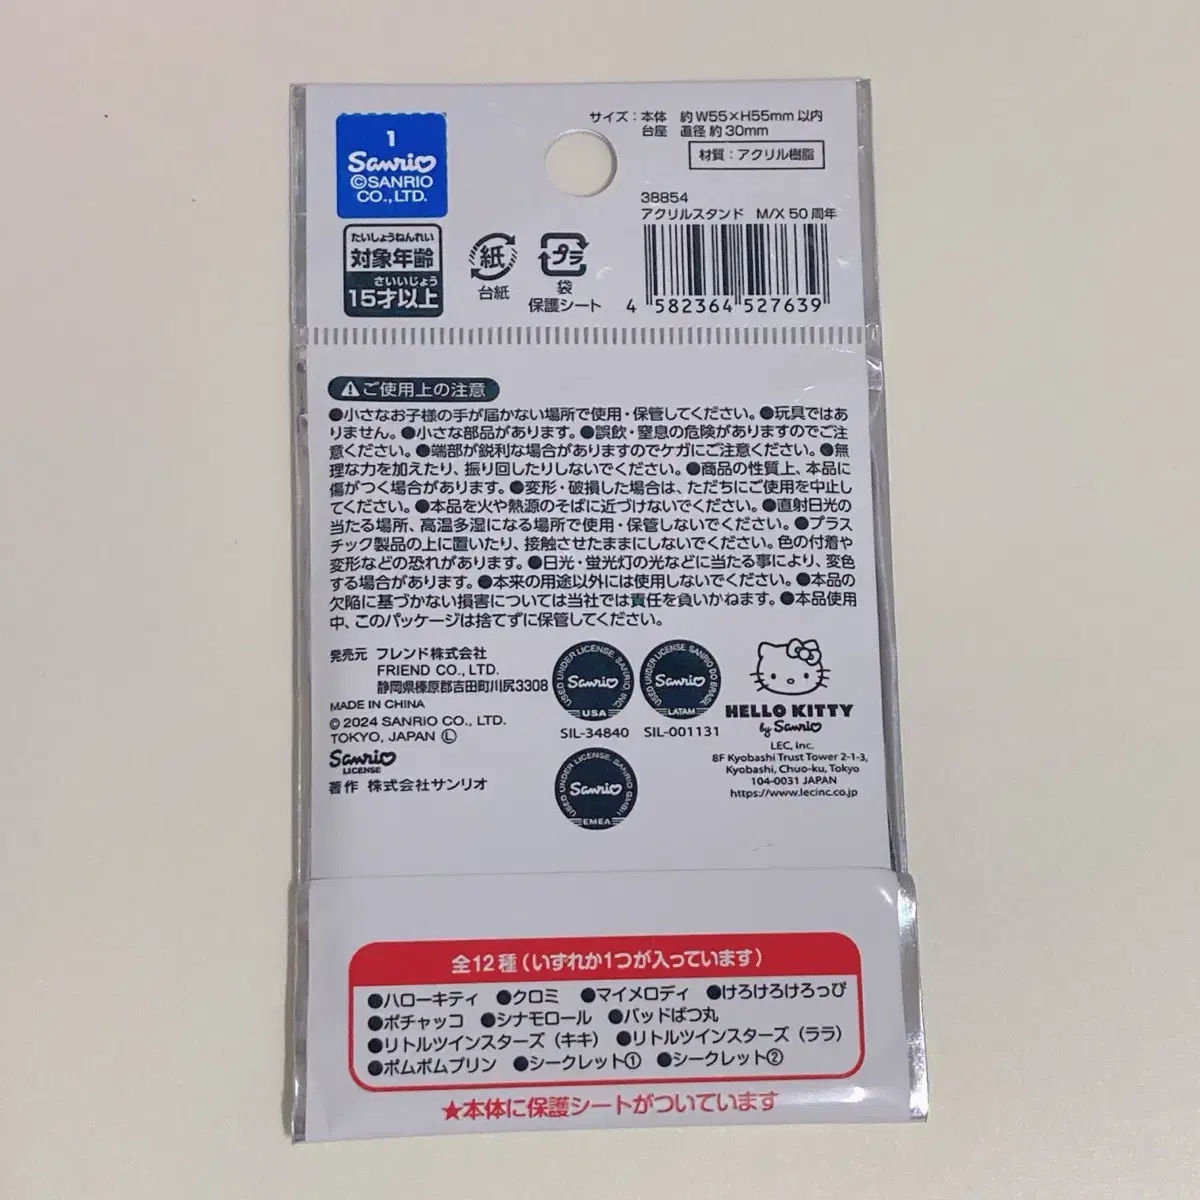 1
Sanrio
©SANRIO
CO.,LTD.
サイズ：本体　約 W55×H55mm 以内
台座　直径 約 30mm
材質：アクリル樹脂
38854
アクリルスタンド　M/X 50 周年
4 582364 527639
たいしょうねんれい
対象年齢
さいいじょう
15才以上
紙
台紙
プラ
袋
保護シート
ご使用上の注意
●小さなお子様の手が届かない場所で使用・保管してください。●玩具ではあ
りません。●小さな部品があります。●誤飲・窒息の危険がありますのでご注
意ください。●端部が鋭利な場合がありますのでケガにご注意ください。●無
理な力を加えたり、振り回したりしないでください。●商品の性質上、本品に
傷がつく場合があります。●変形・破損した場合は、ただちにご使用を中止し
てください。●本品を火や熱源のそばに近づけないでください。●直射日光の
当たる場所、高温多湿になる場所で使用・保管しないでください。●プラス
チック製品の上に置いたり、接触させたままにしないでください。色の付着や
変形などの恐れがあります。●日光・蛍光灯の光などに当たる事により、変色
する場合があります。●本来の用途以外には使用しないでください。●本品の
欠陥に基づかない損害については当社では責任を負いかねます。●本品使用
中、このパッケージは捨てずに保管してください。
発売元　フレンド株式会社
FRIEND CO., LTD.
静岡県榛原郡吉田町川尻3308
MADE IN CHINA
© 2024 SANRIO CO., LTD.
TOKYO, JAPAN Ⓛ
Sanrio
LICENSE
著作　株式会社サンリオ
USED UNDER LICENSE. SANRIO, INC.
Sanrio
USA
SIL-34840
USED UNDER LICENSE SANRIO DO BRASIL
Sanrio
LATAM
SIL-001131
USED UNDER LICENSE. SANRIO GMBH
Sanrio
EMEA
HELLO KITTY
by Sanrio
LEC, Inc.
8F Kyobashi Trust Tower 2-1-3,
Kyobashi, Chuo-ku, Tokyo
104-0031 JAPAN
https://www.lecinc.co.jp
全12種（いずれか1つが入っています）
●ハローキティ　●クロミ　●マイメロディ　●けろけろけろっぴ
●ポチャッコ　●シナモロール　●バッドばつ丸
●リトルツインスターズ（キキ）　●リトルツインスターズ（ララ）
●ポムポムプリン　●シークレット①　●シークレット②
★本体に保護シートがついています